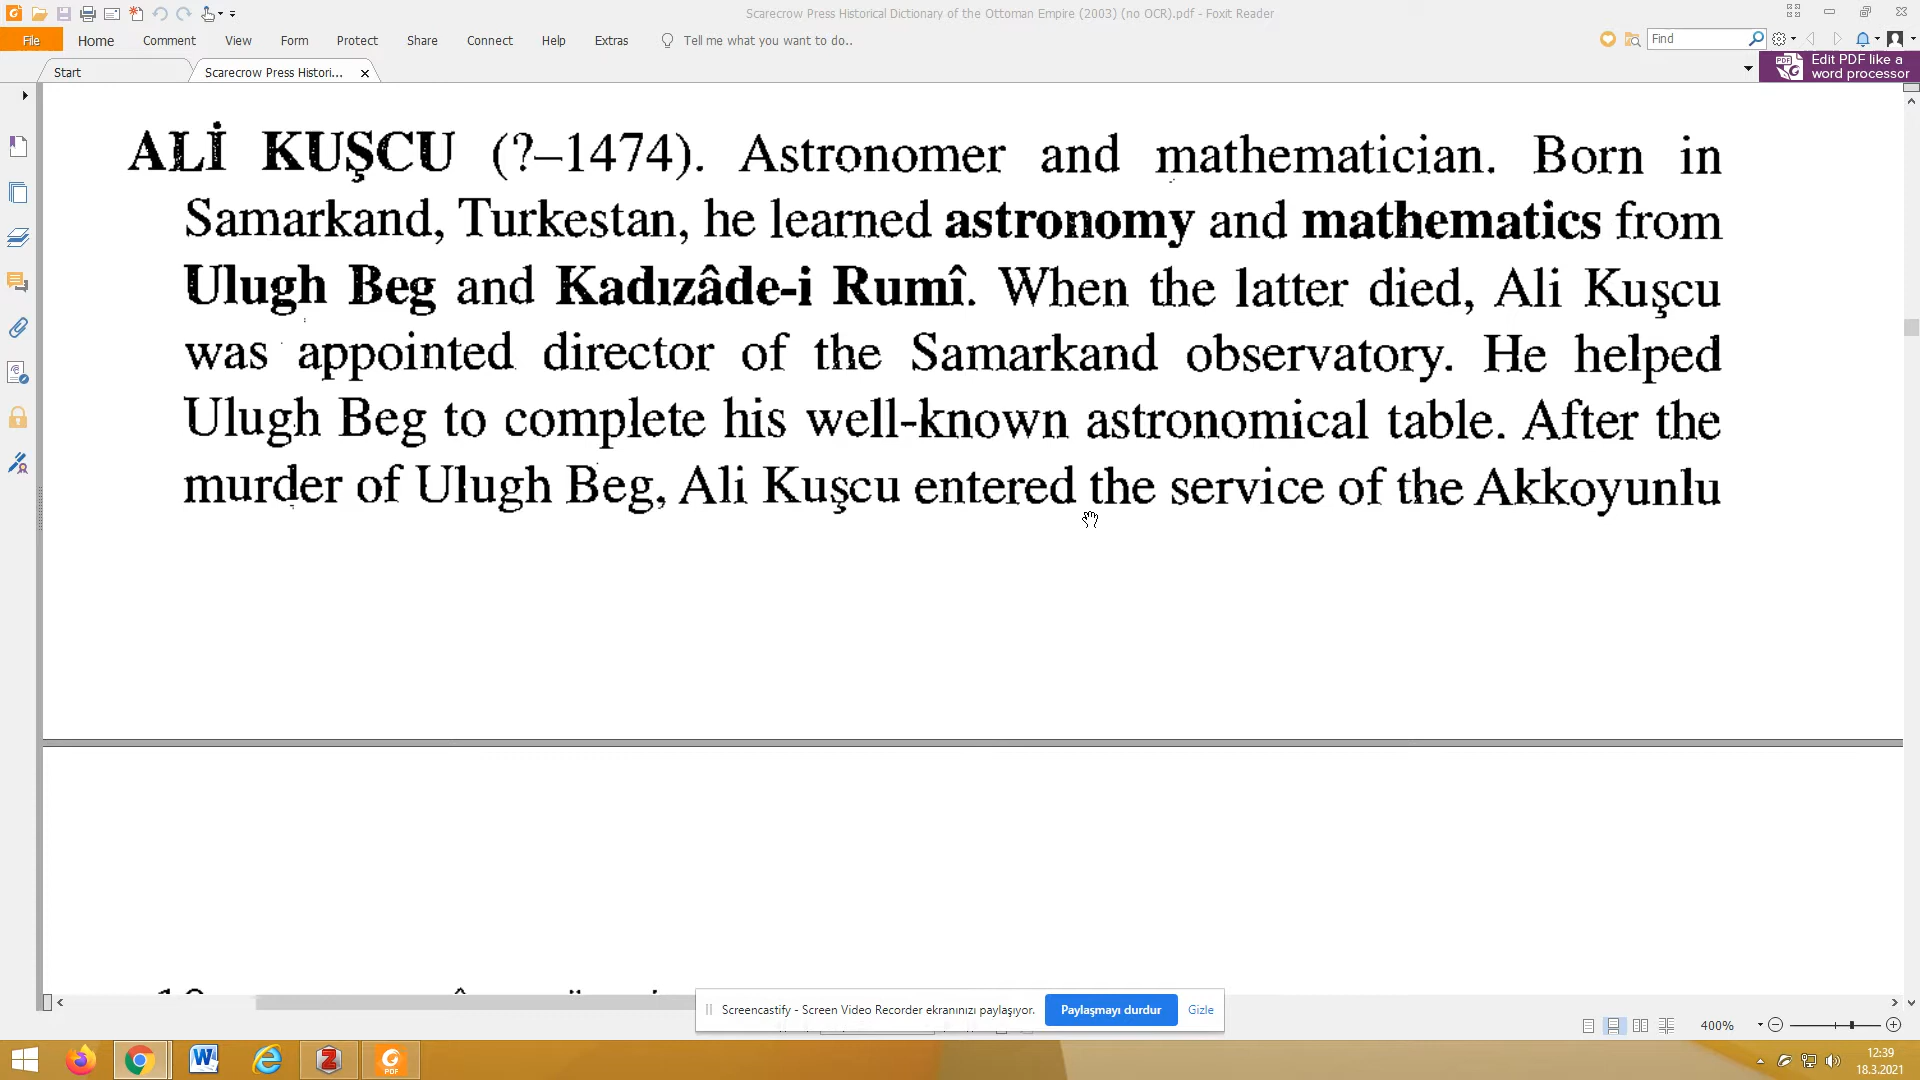 Scarecrow Press Historical Dictionary of the Ottoman Empire (2003) (no OCR).pdf - Foxit Reader
File Home Comment View Form Protect Share Connect Help Extras Tell me what you want to do.. Find
Start Scarecrow Press Histori... Edit PDF like a
word processor
ALİ KUŞCU (?–1474). Astronomer and mathematician. Born in
Samarkand, Turkestan, he learned astronomy and mathematics from
Ulugh Beg and Kadızâde-i Rumî. When the latter died, Ali Kuşcu
was appointed director of the Samarkand observatory. He helped
Ulugh Beg to complete his well-known astronomical table. After the
murder of Ulugh Beg, Ali Kuşcu entered the service of the Akkoyunlu
Screencastify - Screen Video Recorder ekranınızı paylaşıyor. Paylaşmayı durdur Gizle
400%
12:39
18.3.2021